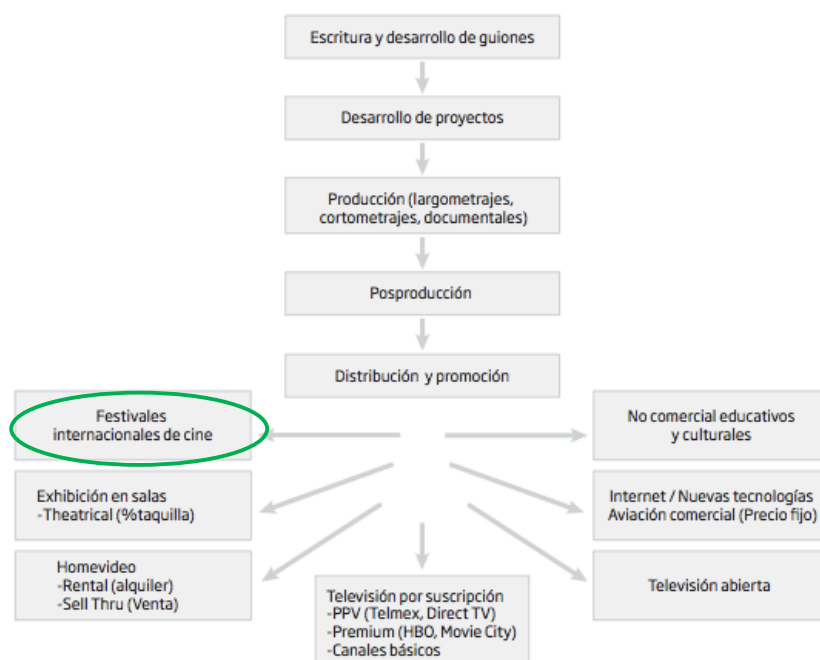 Escritura y desarrollo de guiones
Desarrollo de proyectos
Producción (largometrajes,
cortometrajes, documentales)
Posproducción
Distribución y promoción
Festivales
internacionales de cine
No comercial educativos
y culturales
Exhibición en salas
-Theatrical (%taquilla)
Internet / Nuevas tecnologías
Aviación comercial (Precio fijo)
Homevideo
-Rental (alquiler)
-Sell Thru (Venta)
Televisión por suscripción
-PPV (Telmex, Direct TV)
-Premium (HBO, Movie City)
-Canales básicos
Televisión abierta